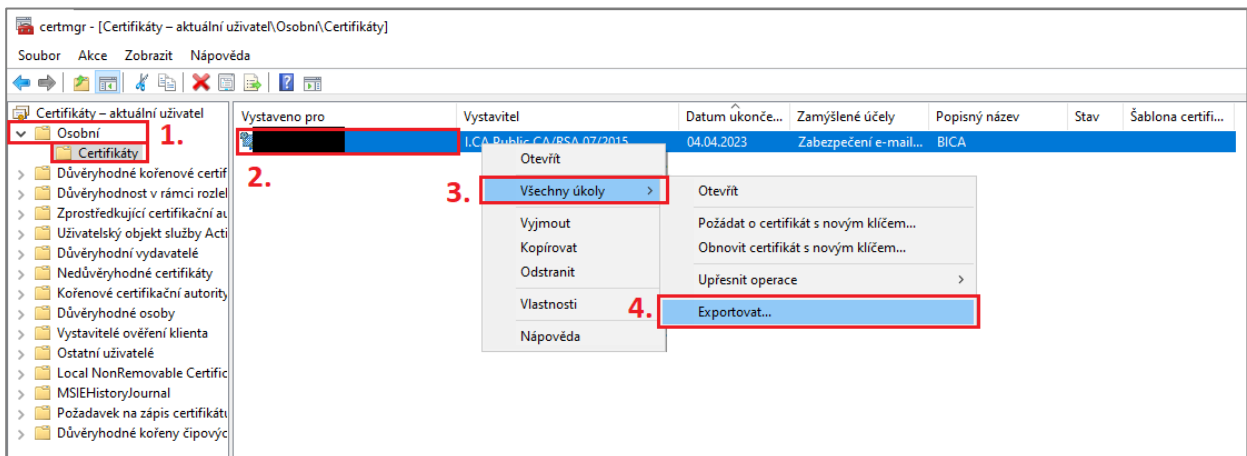 certmgr - [Certifikáty – aktuální uživatel\Osobní\Certifikáty]
Soubor Akce Zobrazit Nápověda
Certifikáty – aktuální uživatel
Osobní
1.
Certifikáty
Důvěryhodné kořenové certif
Důvěryhodnost v rámci rozlel
Zprostředkující certifikační au
Uživatelský objekt služby Acti
Důvěryhodní vydavatelé
Nedůvěryhodné certifikáty
Kořenové certifikační autority
Důvěryhodné osoby
Vystavitelé ověření klienta
Ostatní uživatelé
Local NonRemovable Certific
MSIEHistoryJournal
Požadavek na zápis certifikátu
Důvěryhodné kořeny čipovýc
Vystaveno pro Vystavitel Datum ukonče... Zamýšlené účely Popisný název Stav Šablona certifi...
I.CA Public CA/RSA 07/2015 04.04.2023 Zabezpečení e-mail... BICA
2.
Otevřít
3.
Všechny úkoly
Vyjmout
Kopírovat
Odstranit
Vlastnosti
Nápověda
Otevřít
Požádat o certifikát s novým klíčem...
Obnovit certifikát s novým klíčem...
Upřesnit operace
4.
Exportovat...